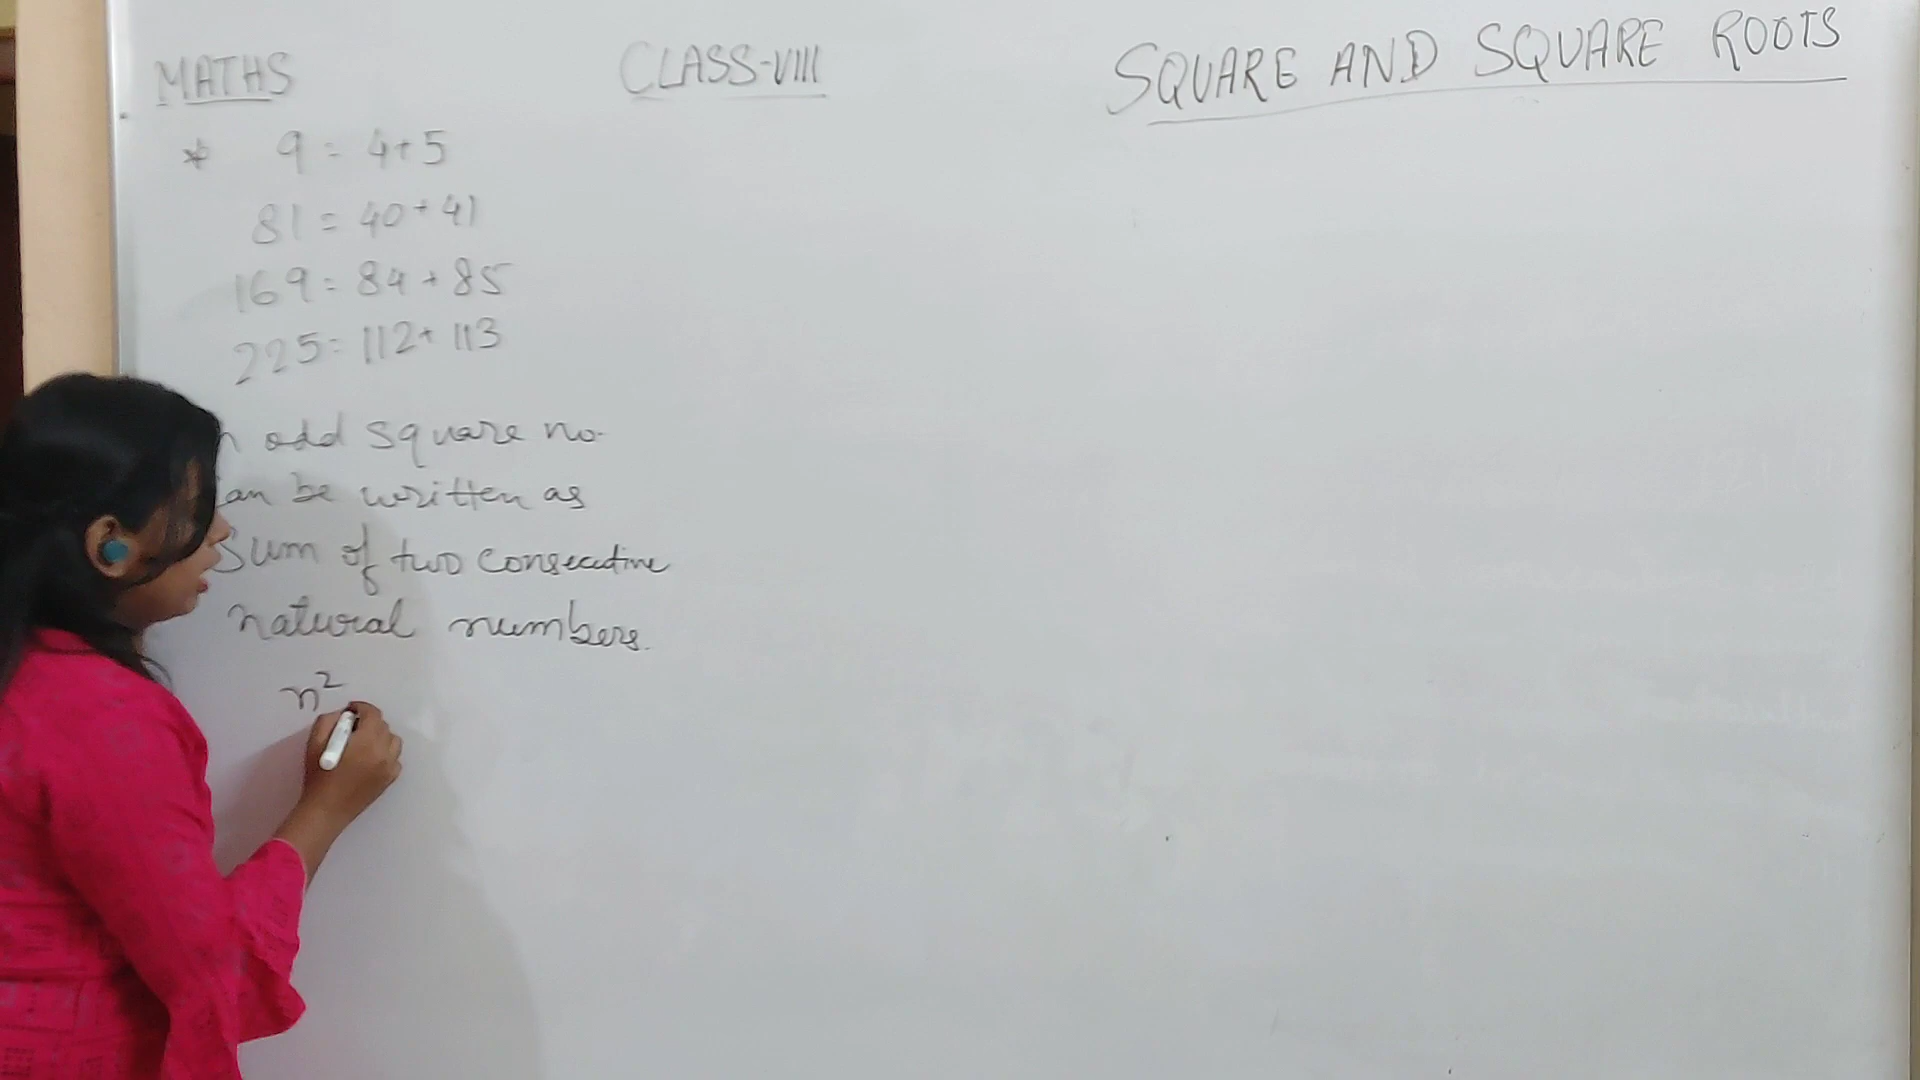 MATHS CLASS-VIII SQUARE AND SQUARE ROOTS
* 9 = 4+5
81 = 40+41
169 = 84+85
225 = 112+113
odd square no.
be written as
Sum of two consecutive
natural numbers.
n²